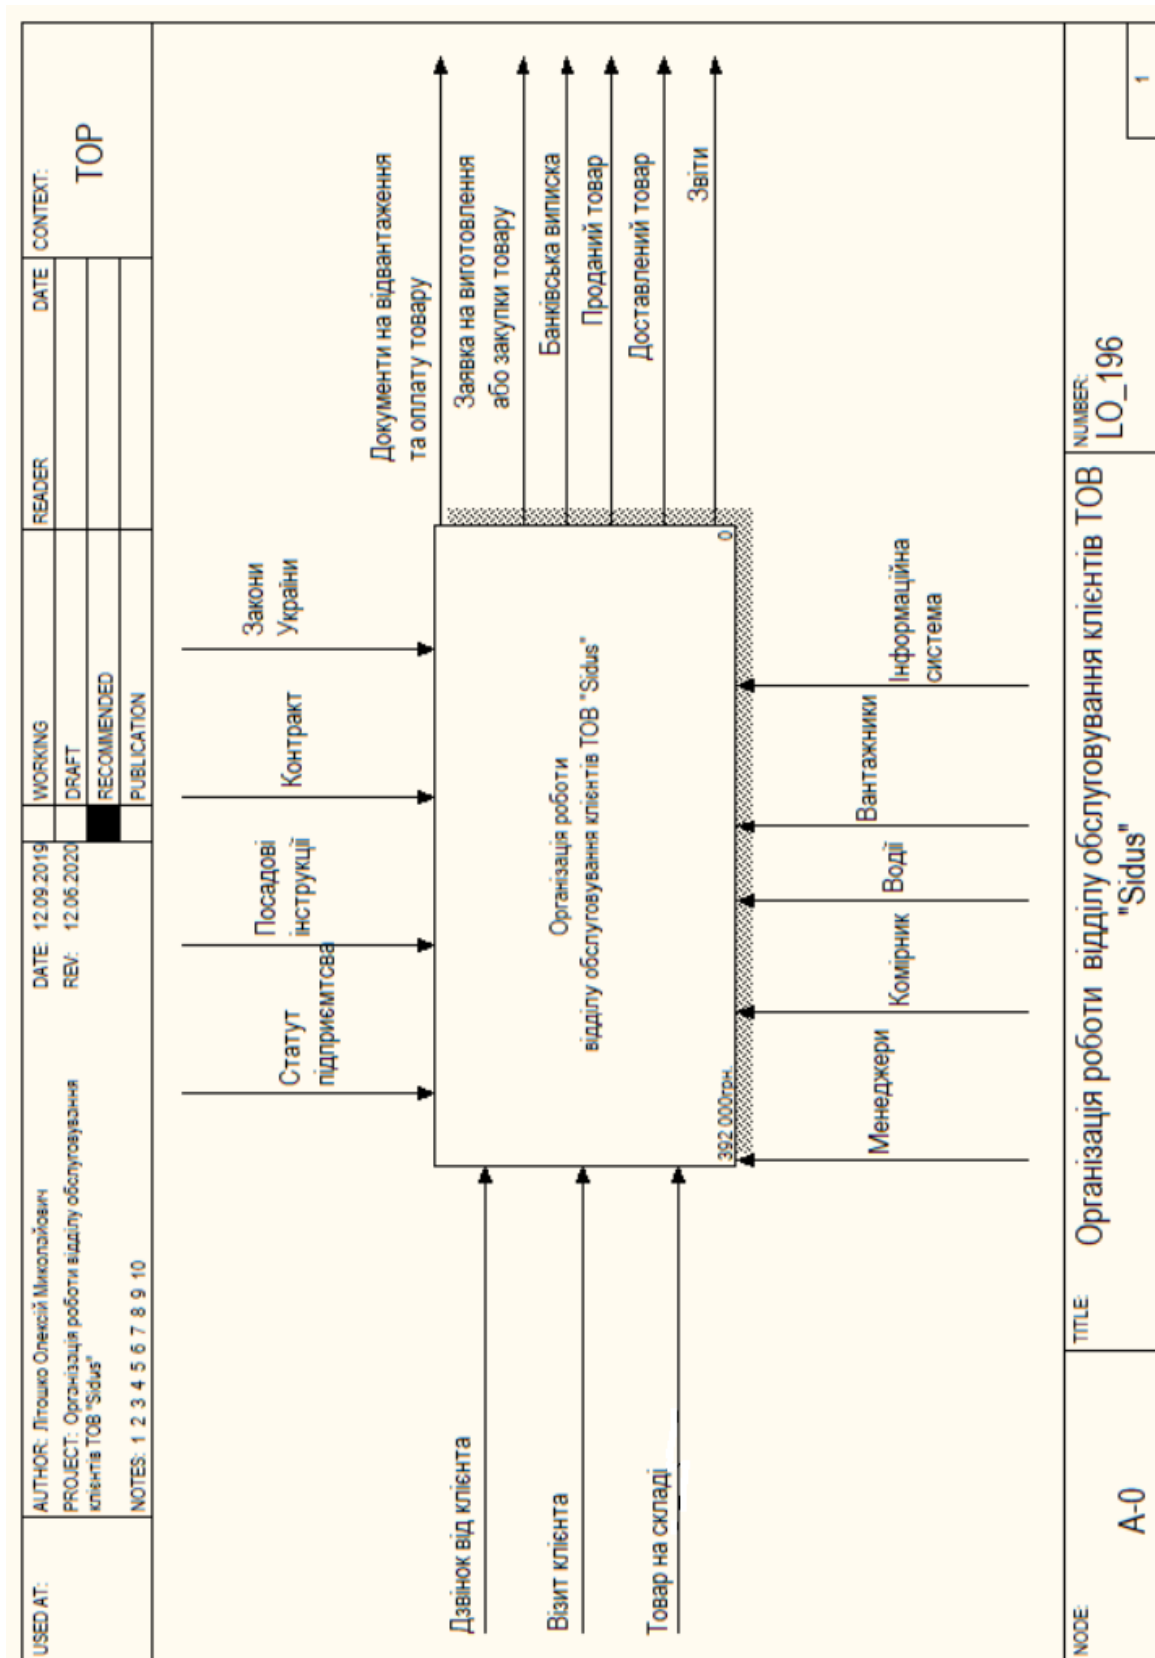 USED AT:
AUTHOR: Літошко Олексій Миколайович
DATE: 12.09.2019
PROJECT: Організація роботи відділу обслуговування
клієнтів ТОВ "Sidus"
REV: 12.06.2020
NOTES: 1 2 3 4 5 6 7 8 9 10
WORKING
DRAFT
RECOMMENDED
PUBLICATION
READER
DATE
CONTEXT:
TOP
Статут
підприємтсва
Посадові
інструкції
Контракт
Закони
України
Дзвінок від клієнта
Візит клієнта
Товар на складі
Організація роботи
відділу обслуговування клієнтів ТОВ "Sidus"
392 000грн.
0
Документи на відвантаження
та оплату товару
Заявка на виготовлення
або закупки товару
Банківська виписка
Проданий товар
Доставлений товар
Звіти
Менеджери
Комірник
Водії
Вантажники
Інформаційна
система
NODE:
A-0
TITLE:
Організація роботи відділу обслуговування клієнтів ТОВ
"Sidus"
NUMBER:
LO_196
1